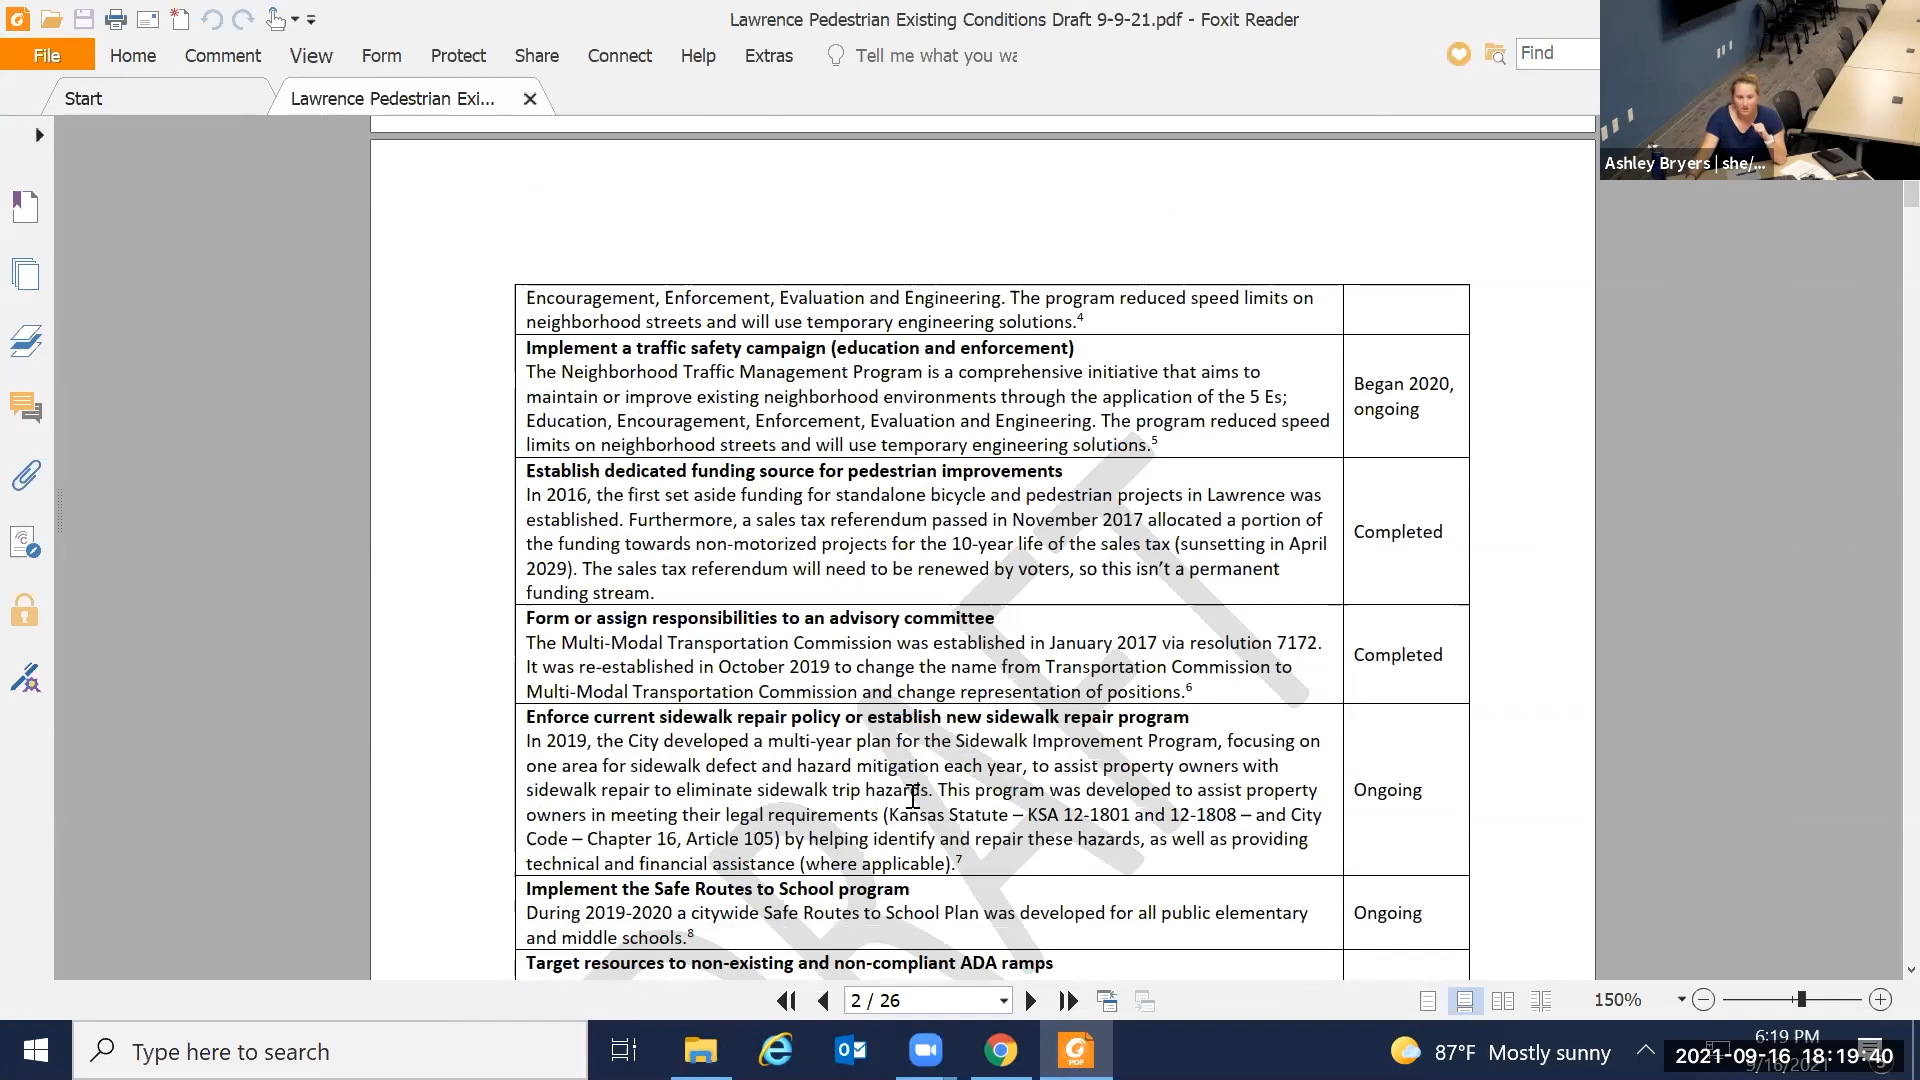 Lawrence Pedestrian Existing Conditions Draft 9-9-21.pdf - Foxit Reader
File Home Comment View Form Protect Share Connect Help Extras Tell me what you wa Find
Start Lawrence Pedestrian Exi...
Ashley Bryers | she/...
Encouragement, Enforcement, Evaluation and Engineering. The program reduced speed limits on
neighborhood streets and will use temporary engineering solutions.4
Implement a traffic safety campaign (education and enforcement)
The Neighborhood Traffic Management Program is a comprehensive initiative that aims to
maintain or improve existing neighborhood environments through the application of the 5 Es;
Education, Encouragement, Enforcement, Evaluation and Engineering. The program reduced speed
limits on neighborhood streets and will use temporary engineering solutions.5
Began 2020,
ongoing
Establish dedicated funding source for pedestrian improvements
In 2016, the first set aside funding for standalone bicycle and pedestrian projects in Lawrence was
established. Furthermore, a sales tax referendum passed in November 2017 allocated a portion of
the funding towards non-motorized projects for the 10-year life of the sales tax (sunsetting in April
2029). The sales tax referendum will need to be renewed by voters, so this isn't a permanent
funding stream.
Completed
Form or assign responsibilities to an advisory committee
The Multi-Modal Transportation Commission was established in January 2017 via resolution 7172.
It was re-established in October 2019 to change the name from Transportation Commission to
Multi-Modal Transportation Commission and change representation of positions.6
Completed
Enforce current sidewalk repair policy or establish new sidewalk repair program
In 2019, the City developed a multi-year plan for the Sidewalk Improvement Program, focusing on
one area for sidewalk defect and hazard mitigation each year, to assist property owners with
sidewalk repair to eliminate sidewalk trip hazards. This program was developed to assist property
owners in meeting their legal requirements (Kansas Statute – KSA 12-1801 and 12-1808 – and City
Code – Chapter 16, Article 105) by helping identify and repair these hazards, as well as providing
technical and financial assistance (where applicable).7
Ongoing
Implement the Safe Routes to School program
During 2019-2020 a citywide Safe Routes to School Plan was developed for all public elementary
and middle schools.8
Ongoing
Target resources to non-existing and non-compliant ADA ramps
DRAFT
2 / 26
150%
Type here to search
87°F Mostly sunny
6:19 PM
2021-09-16 18:19:40
9/16/2021